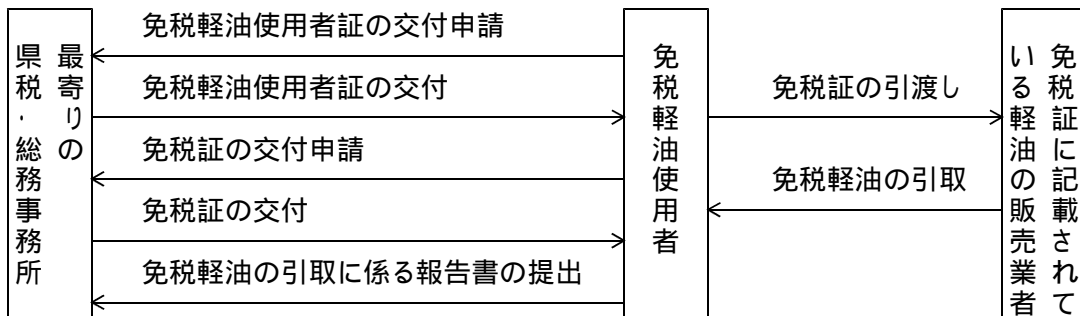 最寄りの
県税・総務事務所
免税軽油使用者証の交付申請
免税軽油使用者証の交付
免税証の交付申請
免税証の交付
免税軽油の引取に係る報告書の提出
免税軽油使用者
免税証の引渡し
免税軽油の引取
免税証に記載されて
いる軽油の販売業者